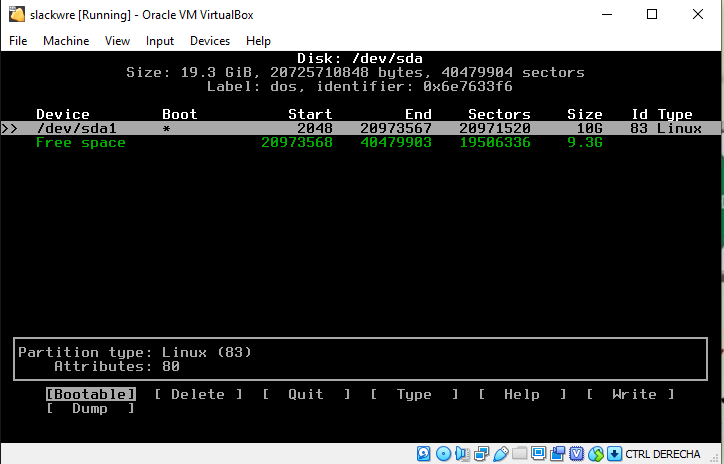 slackwre [Running] - Oracle VM VirtualBox
File Machine View Input Devices Help
Disk: /dev/sda
Size: 19.3 GiB, 20725710848 bytes, 40479904 sectors
Label: dos, identifier: 0x6e7633f6
Device Boot Start End Sectors Size Id Type
>> /dev/sda1 * 2048 20973567 20971520 10G 83 Linux
Free space 20973568 40479903 19506336 9.3G
Partition type: Linux (83)
Attributes: 80
[Bootable] [ Delete ] [ Quit ] [ Type ] [ Help ] [ Write ]
[ Dump ]
CTRL DERECHA